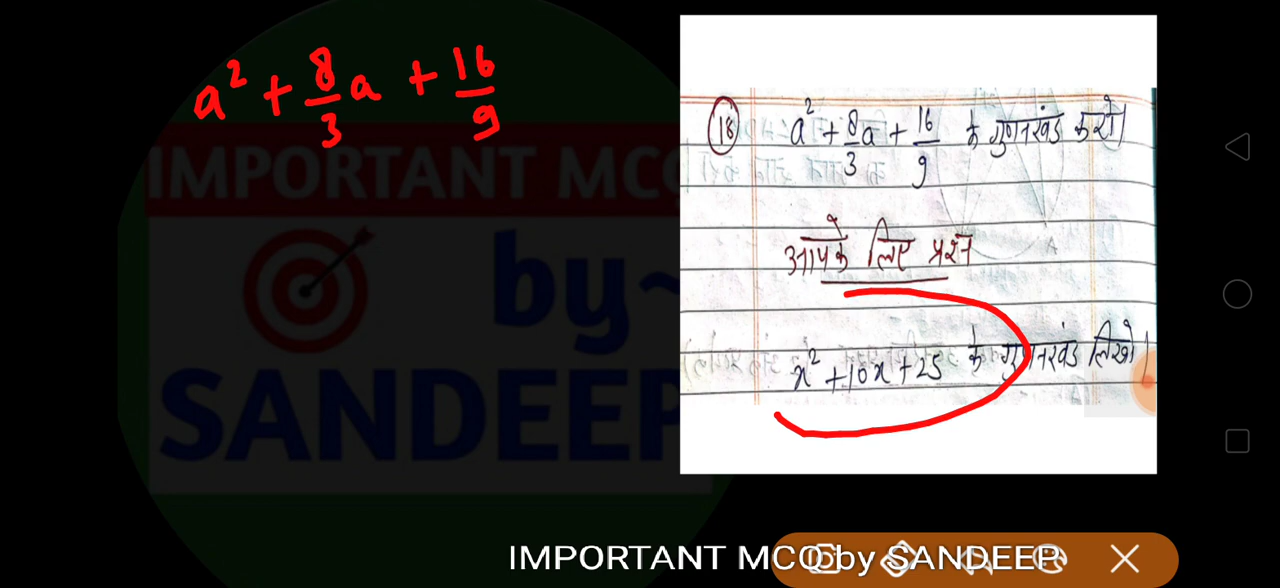 a² + 8/3 a + 16/9
IMPORTANT MC
by~
SANDEEP
(18) a² + 8/3 a + 16/9 के गुणनखंड करो।
आपके लिए प्रश्न
x² + 10x + 25 के गुणनखंड लिखो।
A
IMPORTANT MCQ by SANDEEP